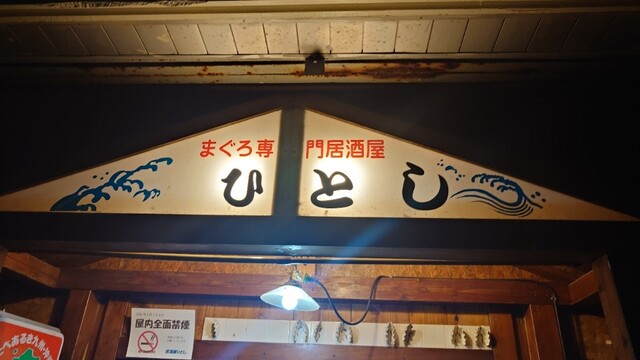 まぐろ専門居酒屋
ひとし
屋内全面禁煙